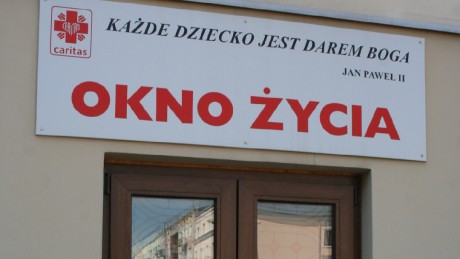 KAŻDE DZIECKO JEST DAREM BOGA
caritas
JAN PAWEŁ II
OKNO ŻYCIA